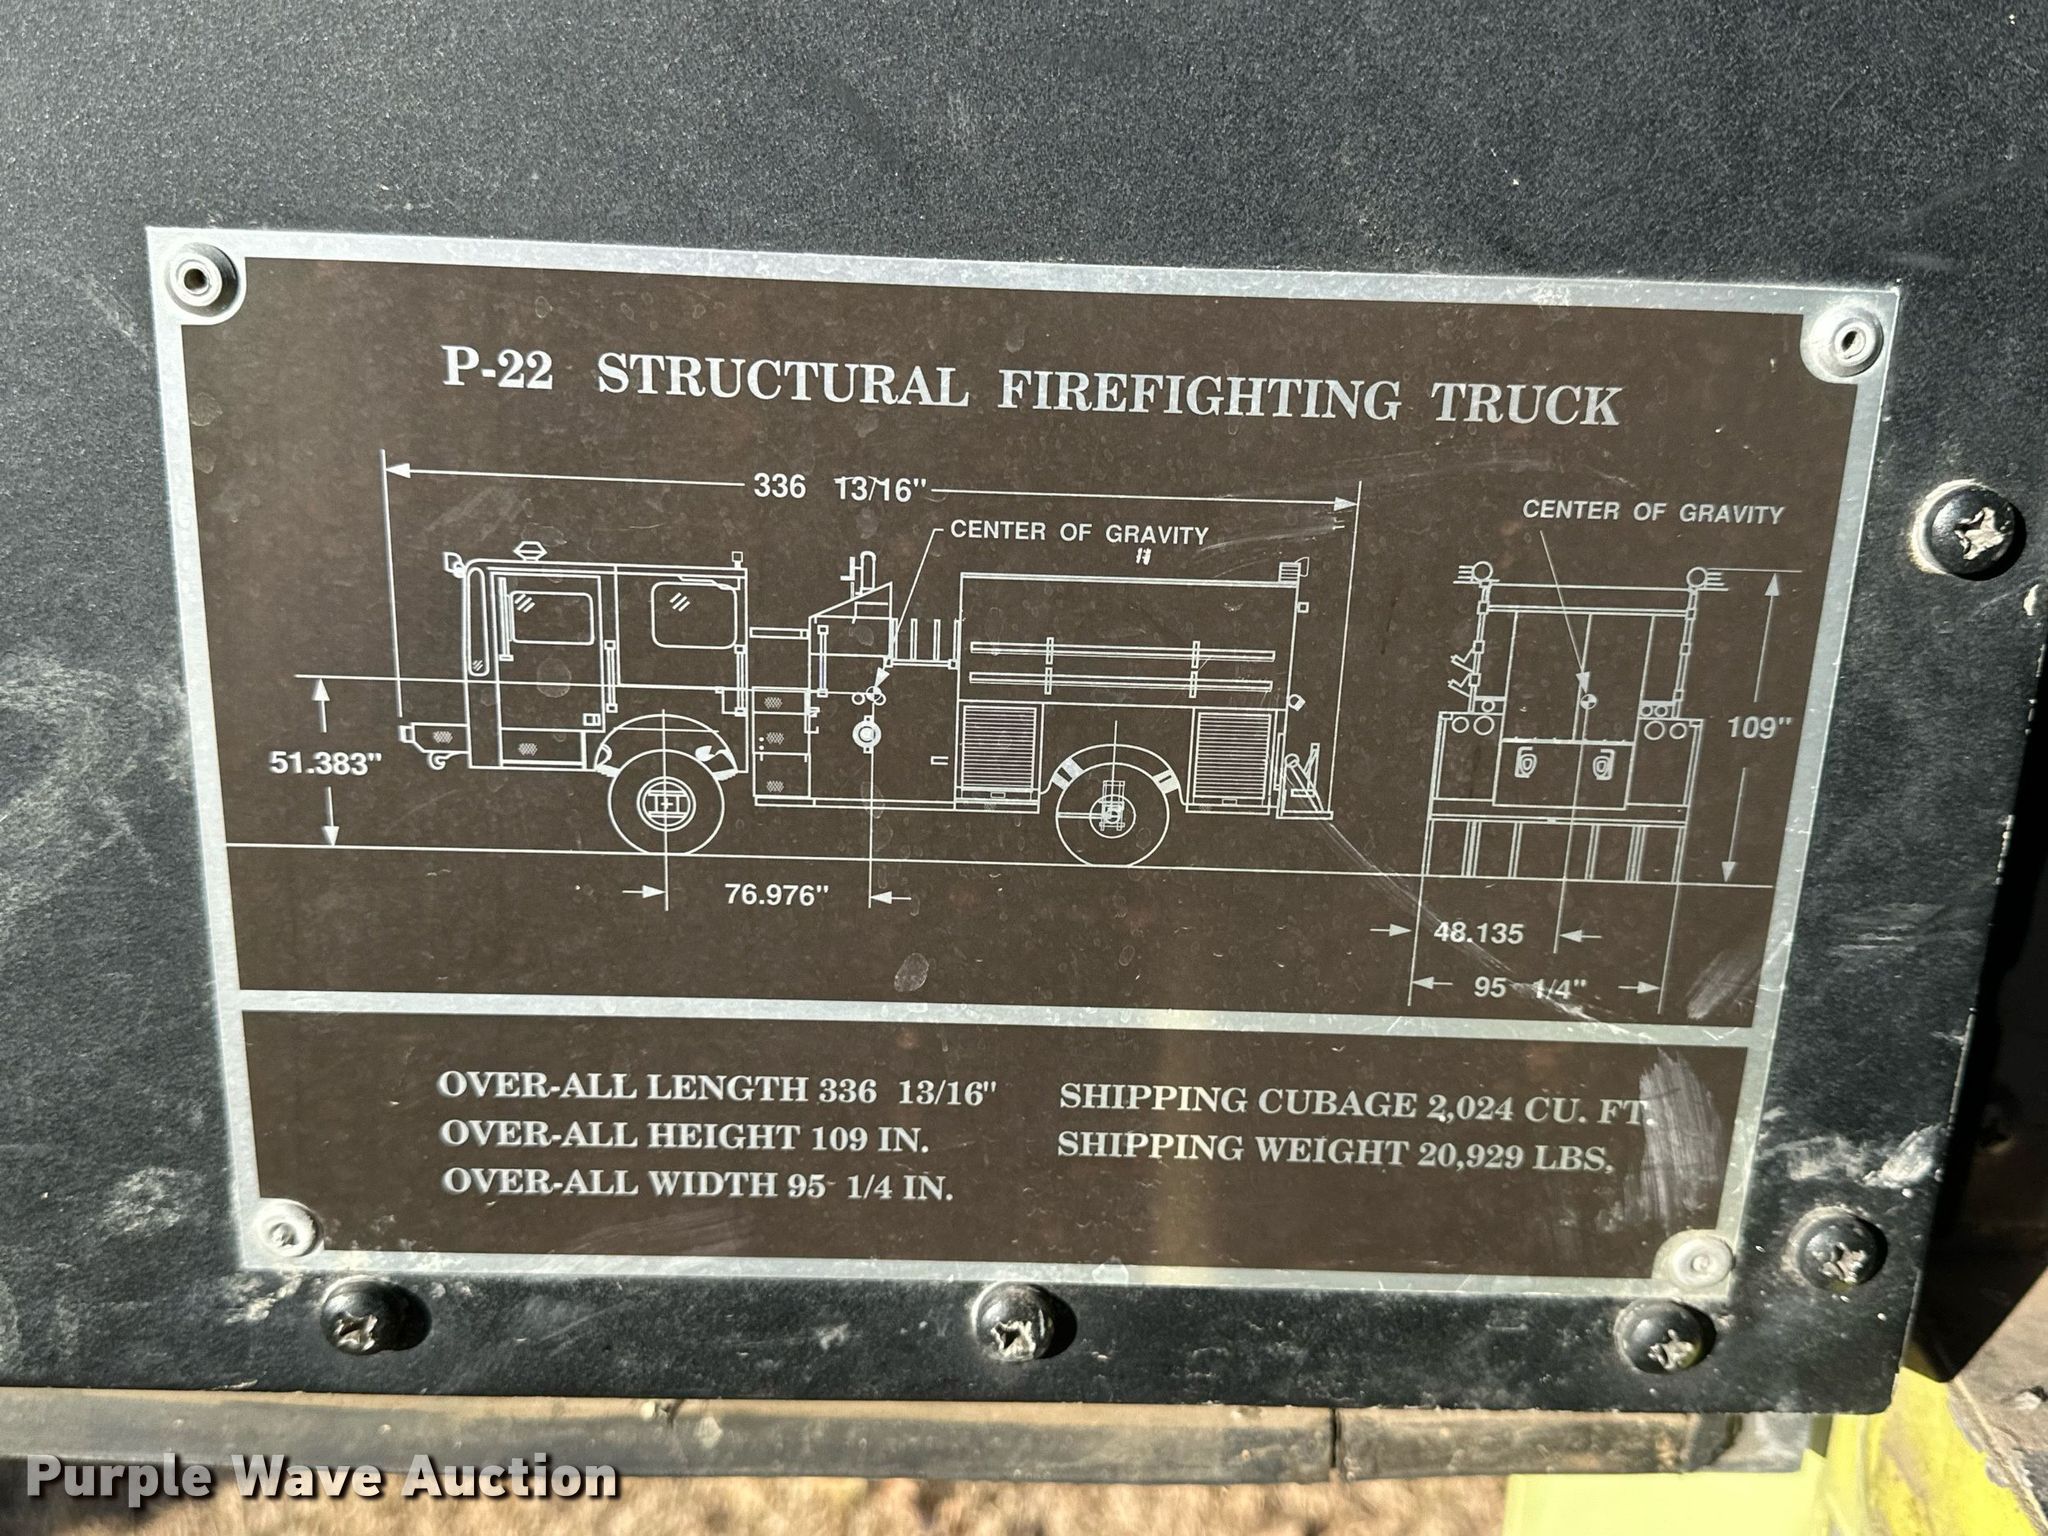 P-22 STRUCTURAL FIREFIGHTING TRUCK
336 13/16"
CENTER OF GRAVITY
CENTER OF GRAVITY
51.383"
109"
76.976"
48.135
95 1/4"
OVER-ALL LENGTH 336 13/16"
OVER-ALL HEIGHT 109 IN.
OVER-ALL WIDTH 95 1/4 IN.
SHIPPING CUBAGE 2,024 CU. FT.
SHIPPING WEIGHT 20,929 LBS.
Purple Wave Auction